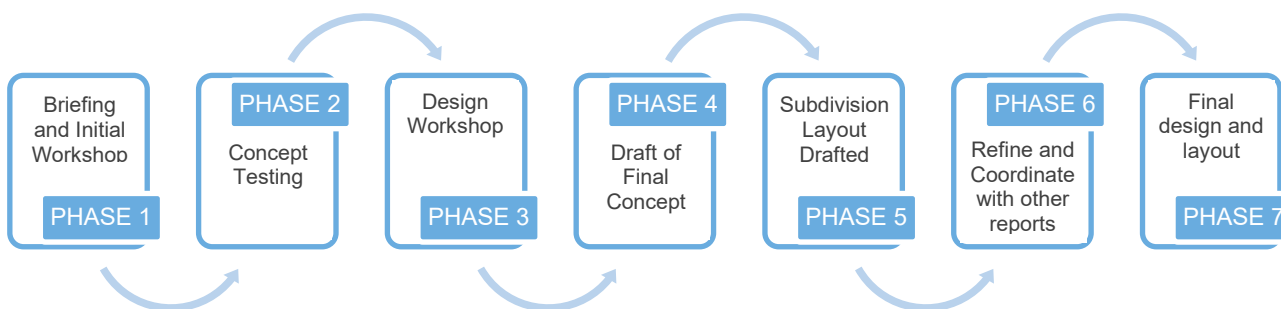 Briefing
and Initial
Workshop
PHASE 1
PHASE 2
Concept
Testing
Design
Workshop
PHASE 3
PHASE 4
Draft of
Final
Concept
Subdivision
Layout
Drafted
PHASE 5
PHASE 6
Refine and
Coordinate
with other
reports
Final
design and
layout
PHASE 7